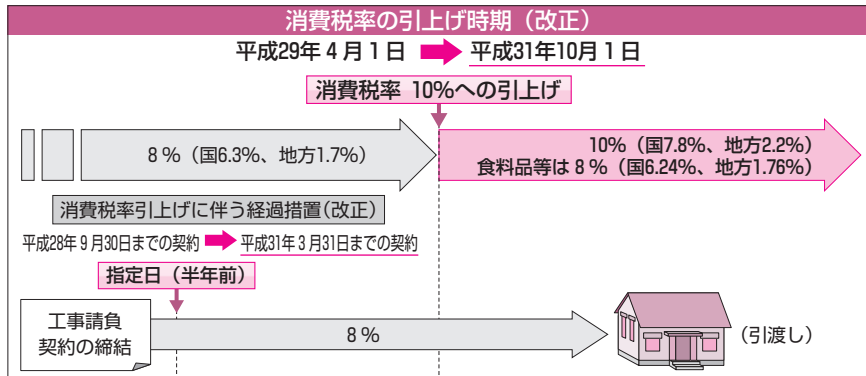 消費税率の引上げ時期（改正）
平成29年4月1日 平成31年10月1日
消費税率 10%への引上げ
8％（国6.3%、地方1.7%）
10%（国7.8%、地方2.2%）
食料品等は8％（国6.24%、地方1.76%）
消費税率引上げに伴う経過措置(改正)
平成28年9月30日までの契約 平成31年3月31日までの契約
指定日（半年前）
工事請負
契約の締結
8％
（引渡し）